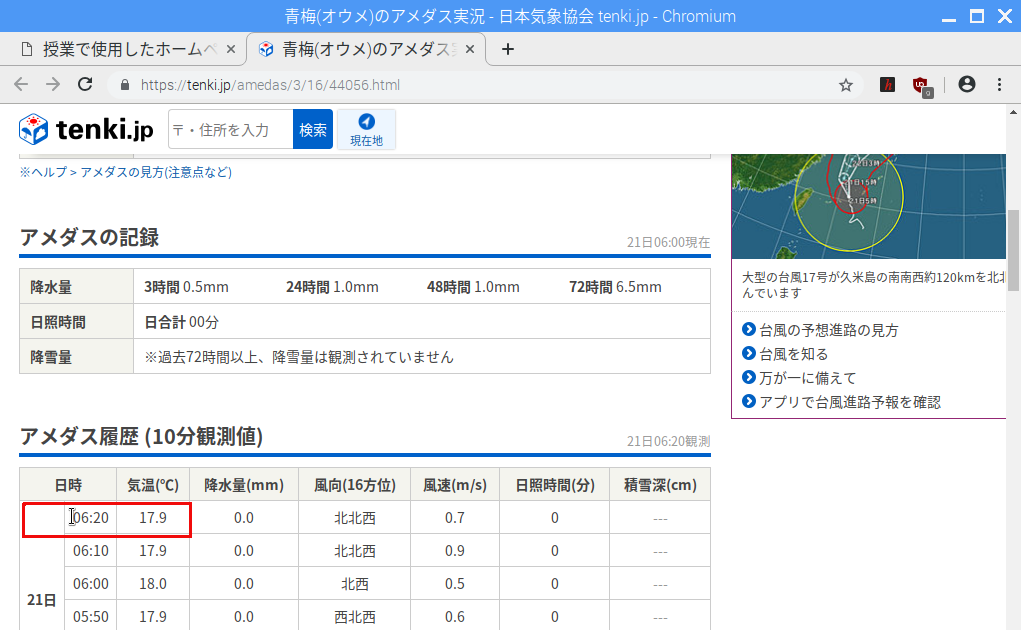 青梅(オウメ)のアメダス実況 - 日本気象協会 tenki.jp - Chromium
授業で使用したホームペ
青梅(オウメ)のアメダス
https://tenki.jp/amedas/3/16/44056.html
tenki.jp
〒・住所を入力
検索
現在地
※ヘルプ > アメダスの見方(注意点など)
アメダスの記録
21日06:00現在
降水量 3時間 0.5mm 24時間 1.0mm 48時間 1.0mm 72時間 6.5mm
日照時間 日合計 00分
降雪量 ※過去72時間以上、降雪量は観測されていません
アメダス履歴 (10分観測値)
21日06:20観測
日時 気温(℃) 降水量(mm) 風向(16方位) 風速(m/s) 日照時間(分) 積雪深(cm)
06:20 17.9 0.0 北北西 0.7 0 ---
06:10 17.9 0.0 北北西 0.9 0 ---
06:00 18.0 0.0 北西 0.5 0 ---
21日
05:50 17.9 0.0 西北西 0.6 0 ---
22日3時
21日15時
21日5時
大型の台風17号が久米島の南南西約120kmを北北
んでいます
台風の予想進路の見方
台風を知る
万が一に備えて
アプリで台風進路予報を確認